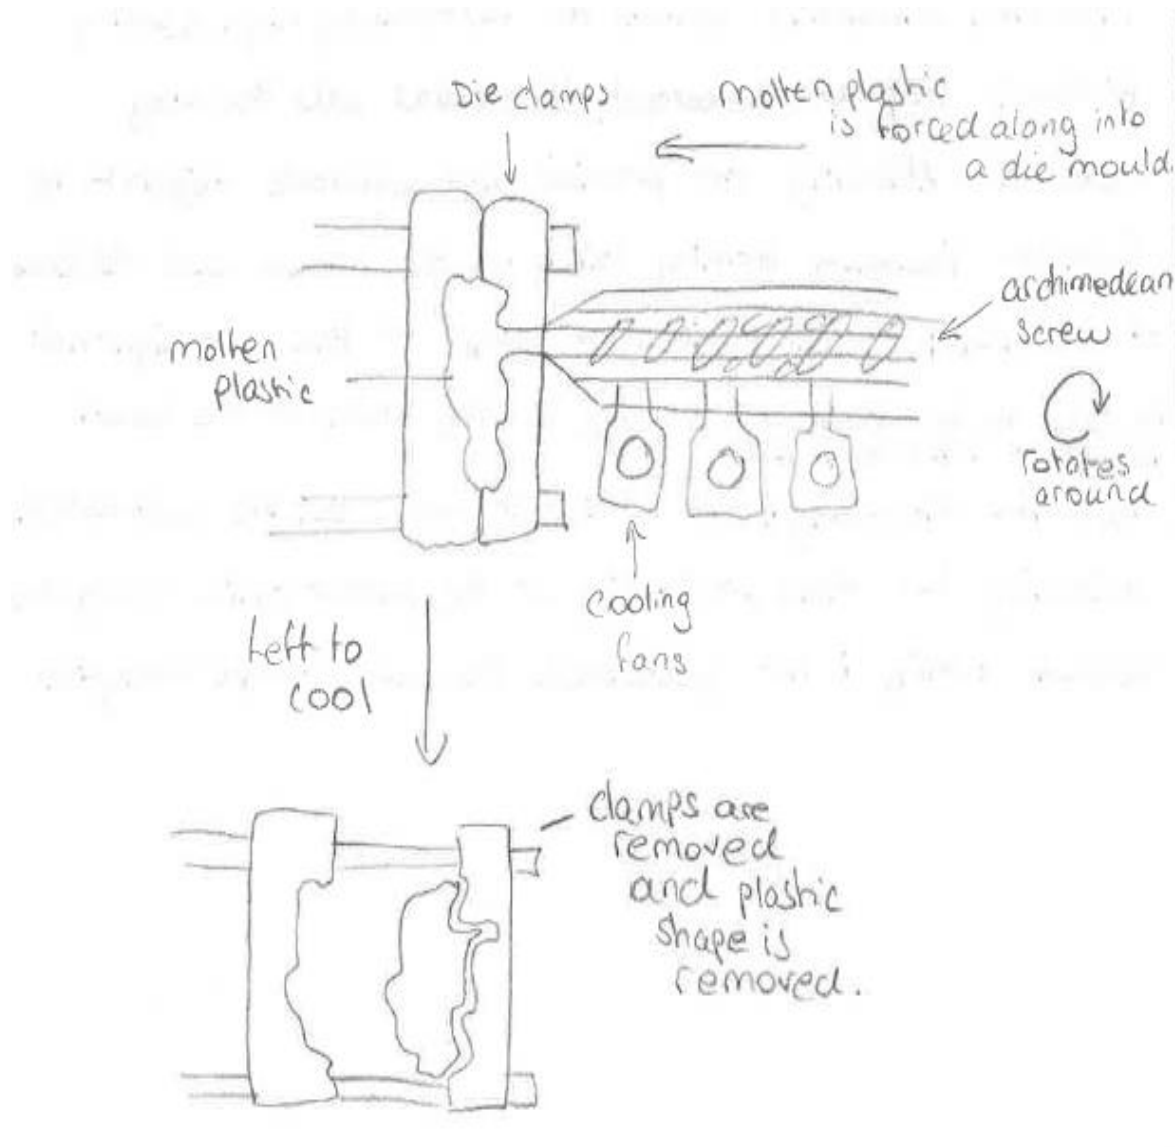 Die clamps
molten plastic
is forced along into
a die mould.
archimedean
screw
molten
plastic
rotates
around
cooling
fans
Left to
cool
clamps are
removed
and plastic
shape is
removed.